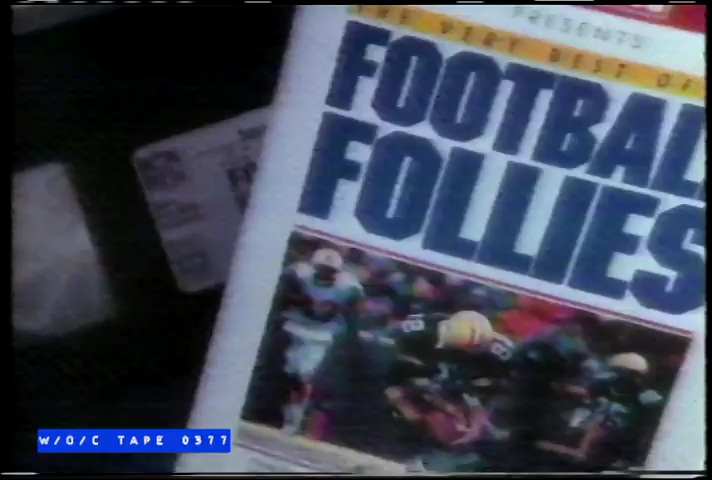 PRESENTS
THE VERY BEST OF
FOOTBAL
FOLLIES
W/O/C TAPE 0377